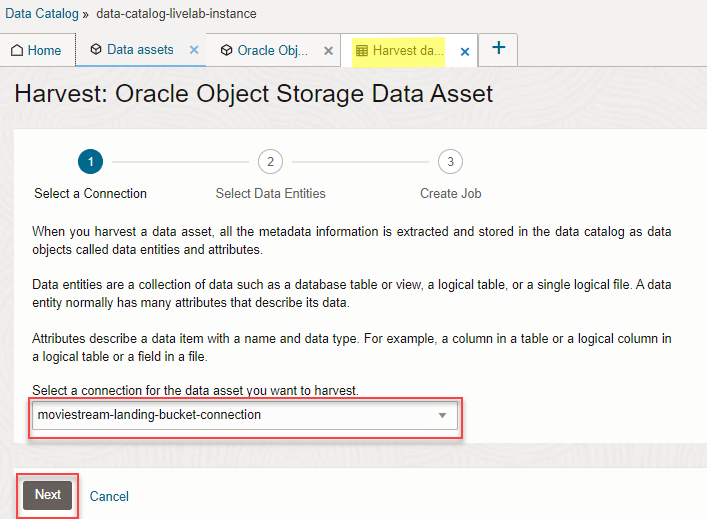 Data Catalog » data-catalog-livelab-instance
Home Data assets × Oracle Obj... × Harvest da... × +
Harvest: Oracle Object Storage Data Asset
1 2 3
Select a Connection Select Data Entities Create Job
When you harvest a data asset, all the metadata information is extracted and stored in the data catalog as data
objects called data entities and attributes.
Data entities are a collection of data such as a database table or view, a logical table, or a single logical file. A data
entity normally has many attributes that describe its data.
Attributes describe a data item with a name and data type. For example, a column in a table or a logical column in
a logical table or a field in a file.
Select a connection for the data asset you want to harvest.
moviestream-landing-bucket-connection
Next Cancel